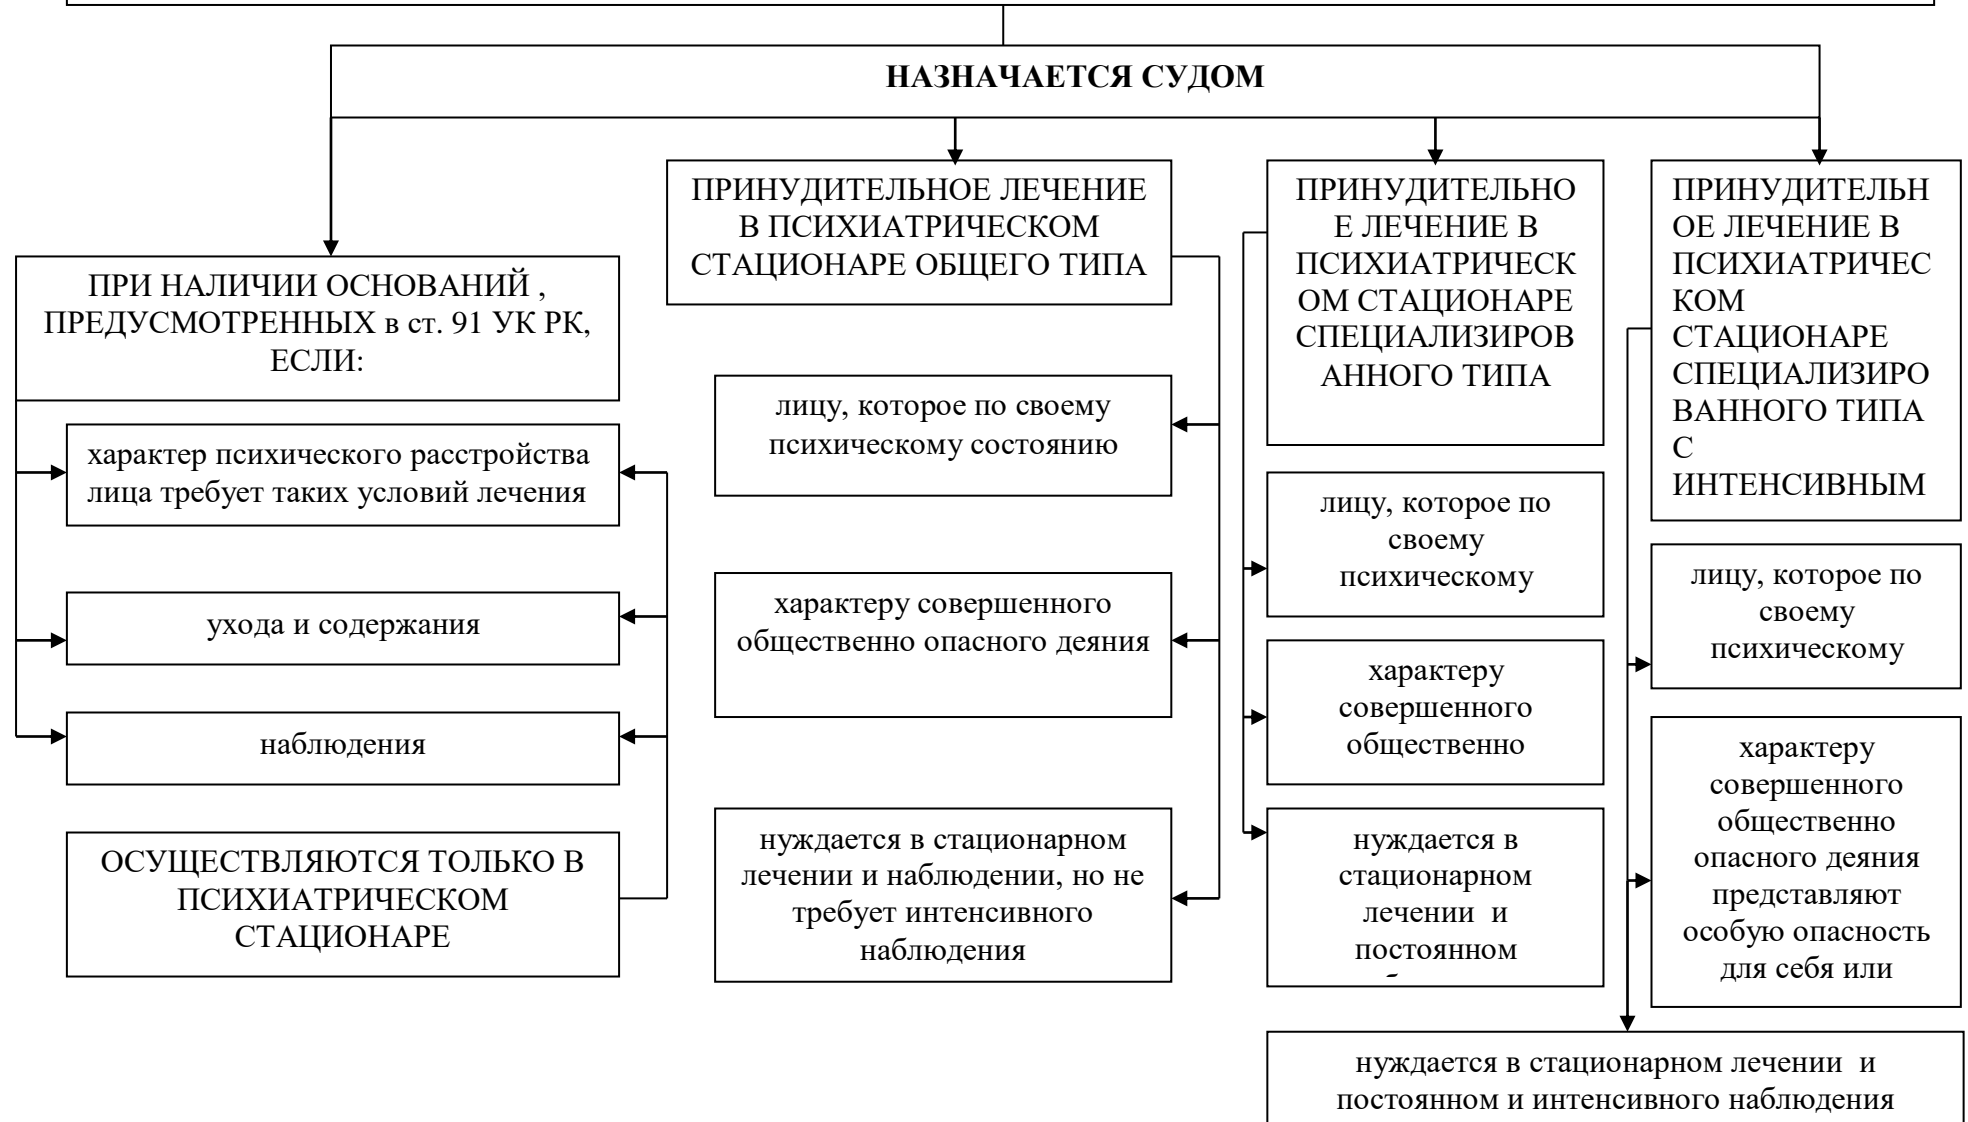 НАЗНАЧАЕТСЯ СУДОМ
ПРИ НАЛИЧИИ ОСНОВАНИЙ ,
ПРЕДУСМОТРЕННЫХ в ст. 91 УК РК,
ЕСЛИ:
характер психического расстройства
лица требует таких условий лечения
ухода и содержания
наблюдения
ОСУЩЕСТВЛЯЮТСЯ ТОЛЬКО В
ПСИХИАТРИЧЕСКОМ
СТАЦИОНАРЕ
ПРИНУДИТЕЛЬНОЕ ЛЕЧЕНИЕ
В ПСИХИАТРИЧЕСКОМ
СТАЦИОНАРЕ ОБЩЕГО ТИПА
лицу, которое по своему
психическому состоянию
характеру совершенного
общественно опасного деяния
нуждается в стационарном
лечении и наблюдении, но не
требует интенсивного
наблюдения
ПРИНУДИТЕЛЬНО
Е ЛЕЧЕНИЕ В
ПСИХИАТРИЧЕСК
ОМ СТАЦИОНАРЕ
СПЕЦИАЛИЗИРОВ
АННОГО ТИПА
лицу, которое по
своему
психическому
характеру
совершенного
общественно
нуждается в
стационарном
лечении и
постоянном
ПРИНУДИТЕЛЬН
ОЕ ЛЕЧЕНИЕ В
ПСИХИАТРИЧЕС
КОМ
СТАЦИОНАРЕ
СПЕЦИАЛИЗИРО
ВАННОГО ТИПА
С
ИНТЕНСИВНЫМ
лицу, которое по
своему
психическому
характеру
совершенного
общественно
опасного деяния
представляют
особую опасность
для себя или
нуждается в стационарном лечении и
постоянном и интенсивного наблюдения